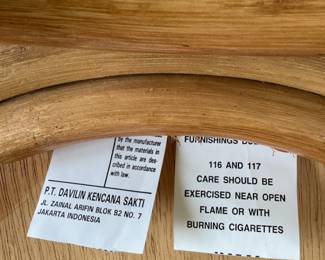 by the manufacturer
that the materials in
this article are des-
cribed in accordance
with law.
P.T. DAVILIN KENCANA SAKTI
JL. ZAINAL ARIFIN BLOK B2 NO. 7
JAKARTA INDONESIA
FURNISHINGS
116 AND 117
CARE SHOULD BE
EXERCISED NEAR OPEN
FLAME OR WITH
BURNING CIGARETTES